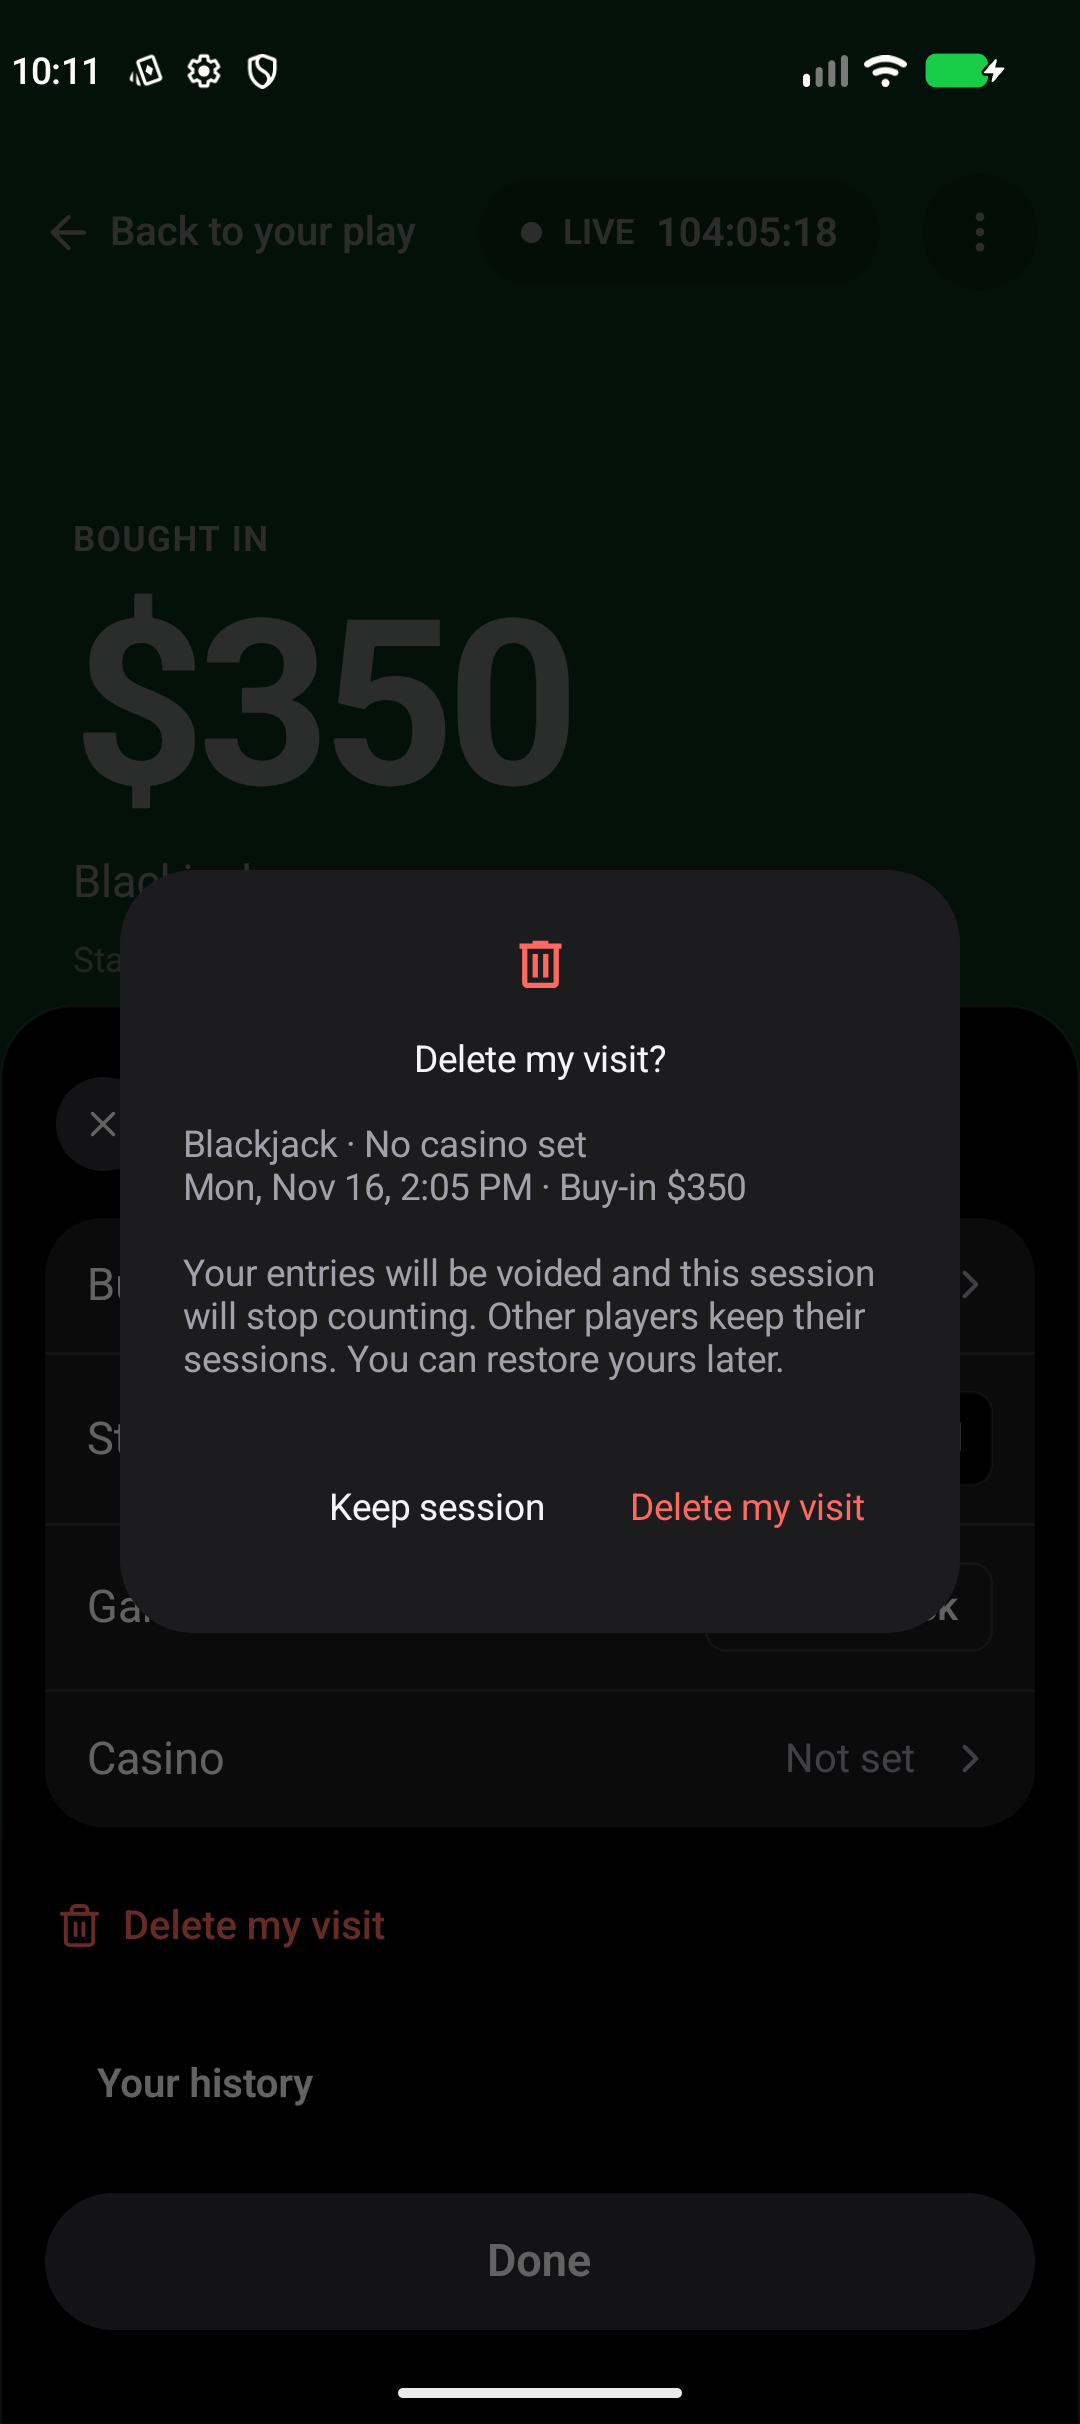 10:11
Back to your play
LIVE 104:05:18
BOUGHT IN
$350
Delete my visit?
Blackjack · No casino set
Mon, Nov 16, 2:05 PM · Buy-in $350
Your entries will be voided and this session
will stop counting. Other players keep their
sessions. You can restore yours later.
Keep session
Delete my visit
Casino
Not set
Delete my visit
Your history
Done